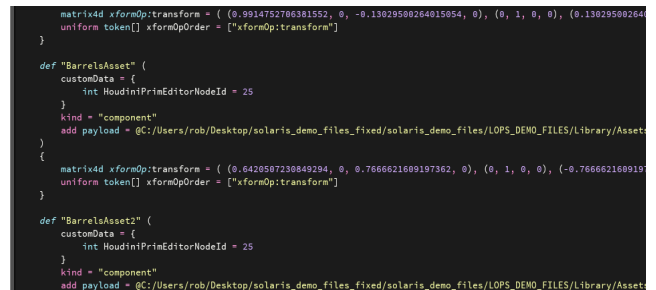 matrix4d xformOp:transform = ( (0.9914752706381552, 0, -0.13029500264015054, 0), (0, 1, 0, 0), (0.130295002640
uniform token[] xformOpOrder = ["xformOp:transform"]
}
def "BarrelsAsset" (
customData = {
int HoudiniPrimEditorNodeId = 25
}
kind = "component"
add payload = @C:/Users/rob/Desktop/solaris_demo_files_fixed/solaris_demo_files/LOPS_DEMO_FILES/Library/Assets
)
{
matrix4d xformOp:transform = ( (0.6420507230849294, 0, 0.7666621609197362, 0), (0, 1, 0, 0), (-0.766662160919
uniform token[] xformOpOrder = ["xformOp:transform"]
}
def "BarrelsAsset2" (
customData = {
int HoudiniPrimEditorNodeId = 25
}
kind = "component"
add payload = @C:/Users/rob/Desktop/solaris_demo_files_fixed/solaris_demo_files/LOPS_DEMO_FILES/Library/Assets